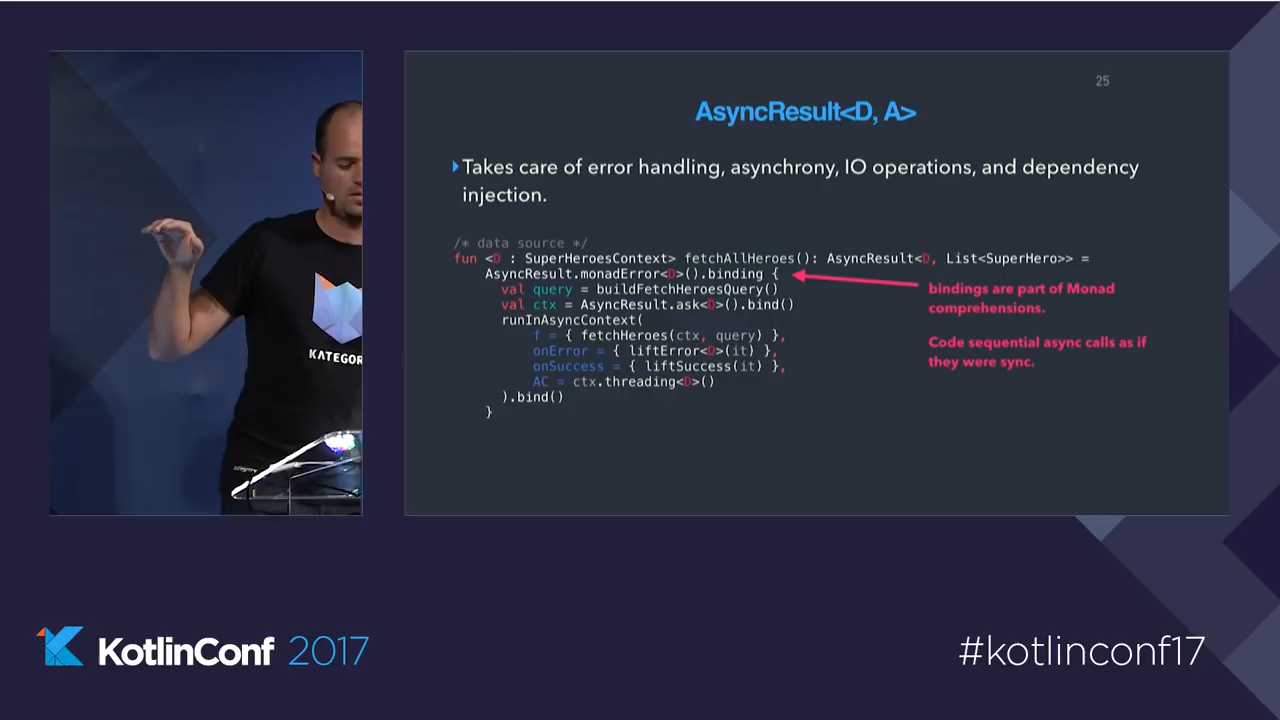 25
AsyncResult<D, A>
Takes care of error handling, asynchrony, IO operations, and dependency
injection.
/* data source */
fun <D : SuperHeroesContext> fetchAllHeroes(): AsyncResult<D, List<SuperHero>> =
AsyncResult.monadError<D>().binding {
val query = buildFetchHeroesQuery()
val ctx = AsyncResult.ask<D>().bind()
runInAsyncContext(
f = { fetchHeroes(ctx, query) },
onError = { liftError<D>(it) },
onSuccess = { liftSuccess(it) },
AC = ctx.threading<D>()
).bind()
}
bindings are part of Monad
comprehensions.
Code sequential async calls as if
they were sync.
KATEGOR
KotlinConf 2017
#kotlinconf17